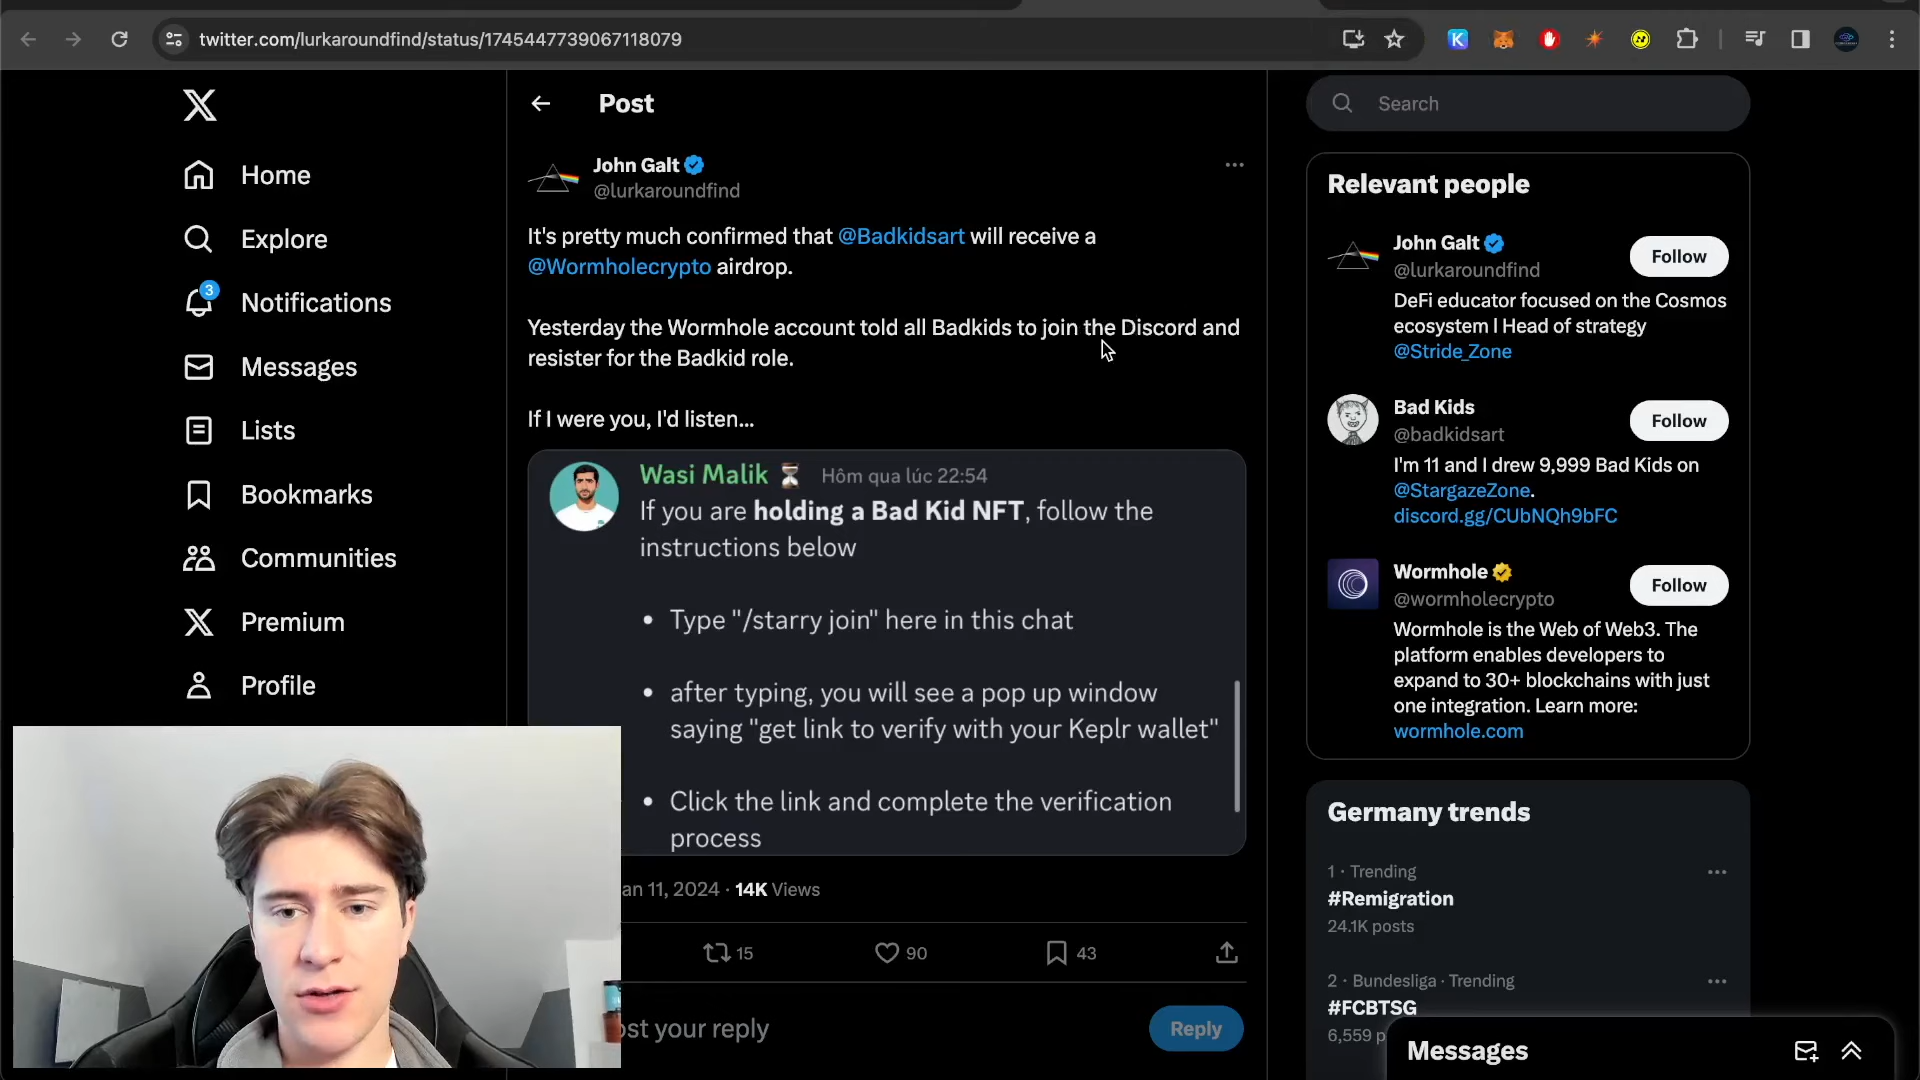 twitter.com/lurkaroundfind/status/1745447739067118079
K
Home
Explore
3
Notifications
Messages
Lists
Bookmarks
Communities
Premium
Profile
Post
John Galt
@lurkaroundfind
It's pretty much confirmed that @Badkidsart will receive a
@Wormholecrypto airdrop.
Yesterday the Wormhole account told all Badkids to join the Discord and
resister for the Badkid role.
If I were you, I'd listen...
Wasi Malik Hôm qua lúc 22:54
If you are holding a Bad Kid NFT, follow the
instructions below
• Type "/starry join" here in this chat
• after typing, you will see a pop up window
saying "get link to verify with your Keplr wallet"
• Click the link and complete the verification
process
an 11, 2024 · 14K Views
15
90
43
ost your reply
Reply
Search
Relevant people
John Galt
@lurkaroundfind
Follow
DeFi educator focused on the Cosmos
ecosystem l Head of strategy
@Stride_Zone
Bad Kids
@badkidsart
Follow
I'm 11 and I drew 9,999 Bad Kids on
@StargazeZone.
discord.gg/CUbNQh9bFC
Wormhole
@wormholecrypto
Follow
Wormhole is the Web of Web3. The
platform enables developers to
expand to 30+ blockchains with just
one integration. Learn more:
wormhole.com
Germany trends
1 · Trending
#Remigration
24.1K posts
2 · Bundesliga · Trending
#FCBTSG
6,559 p
Messages